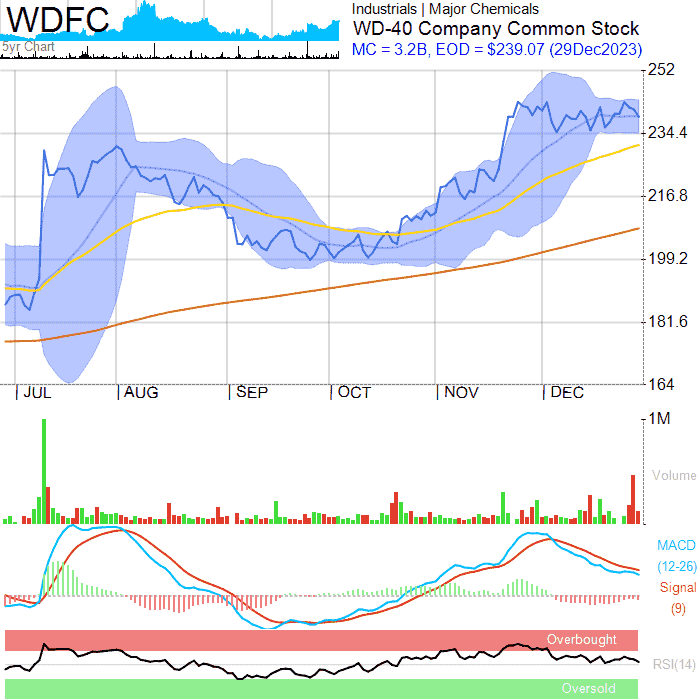 WDFC
5yr Chart
Industrials | Major Chemicals
WD-40 Company Common Stock
MC = 3.2B, EOD = $239.07 (29Dec2023)
252
234.4
216.8
199.2
181.6
164
JUL AUG SEP OCT NOV DEC
1M
Volume
MACD
(12-26)
Signal
(9)
Overbought
RSI(14)
Oversold